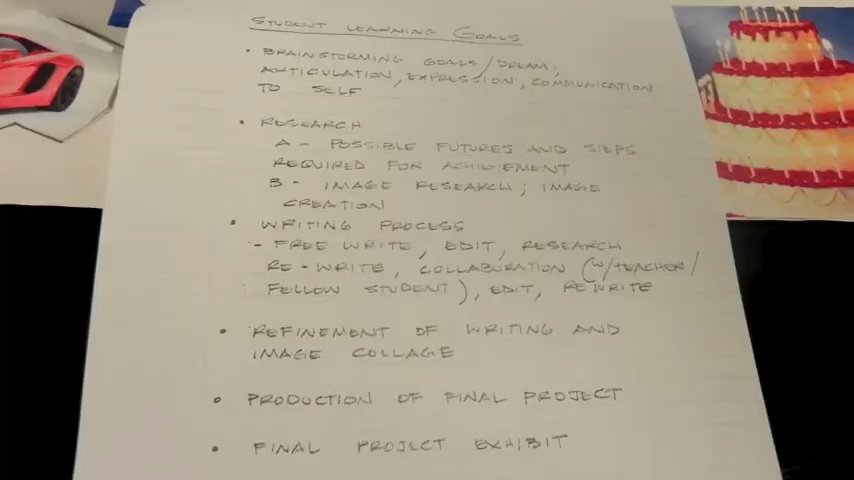 STUDENT LEARNING GOALS
• BRAINSTORMING GOALS/DREAM;
ARTICULATION, EXPRESSION, COMMUNICATION
TO SELF
• RESEARCH
A - POSSIBLE FUTURES AND STEPS
REQUIRED FOR ACHIEVEMENT
B - IMAGE RESEARCH; IMAGE
CREATION
• WRITING PROCESS
- FREE WRITE, EDIT, RESEARCH
RE-WRITE, COLLABORATION (W/TEACHER/
FELLOW STUDENT), EDIT, REWRITE
• REFINEMENT OF WRITING AND
IMAGE COLLAGE
• PRODUCTION OF FINAL PROJECT
• FINAL PROJECT EXHIBIT